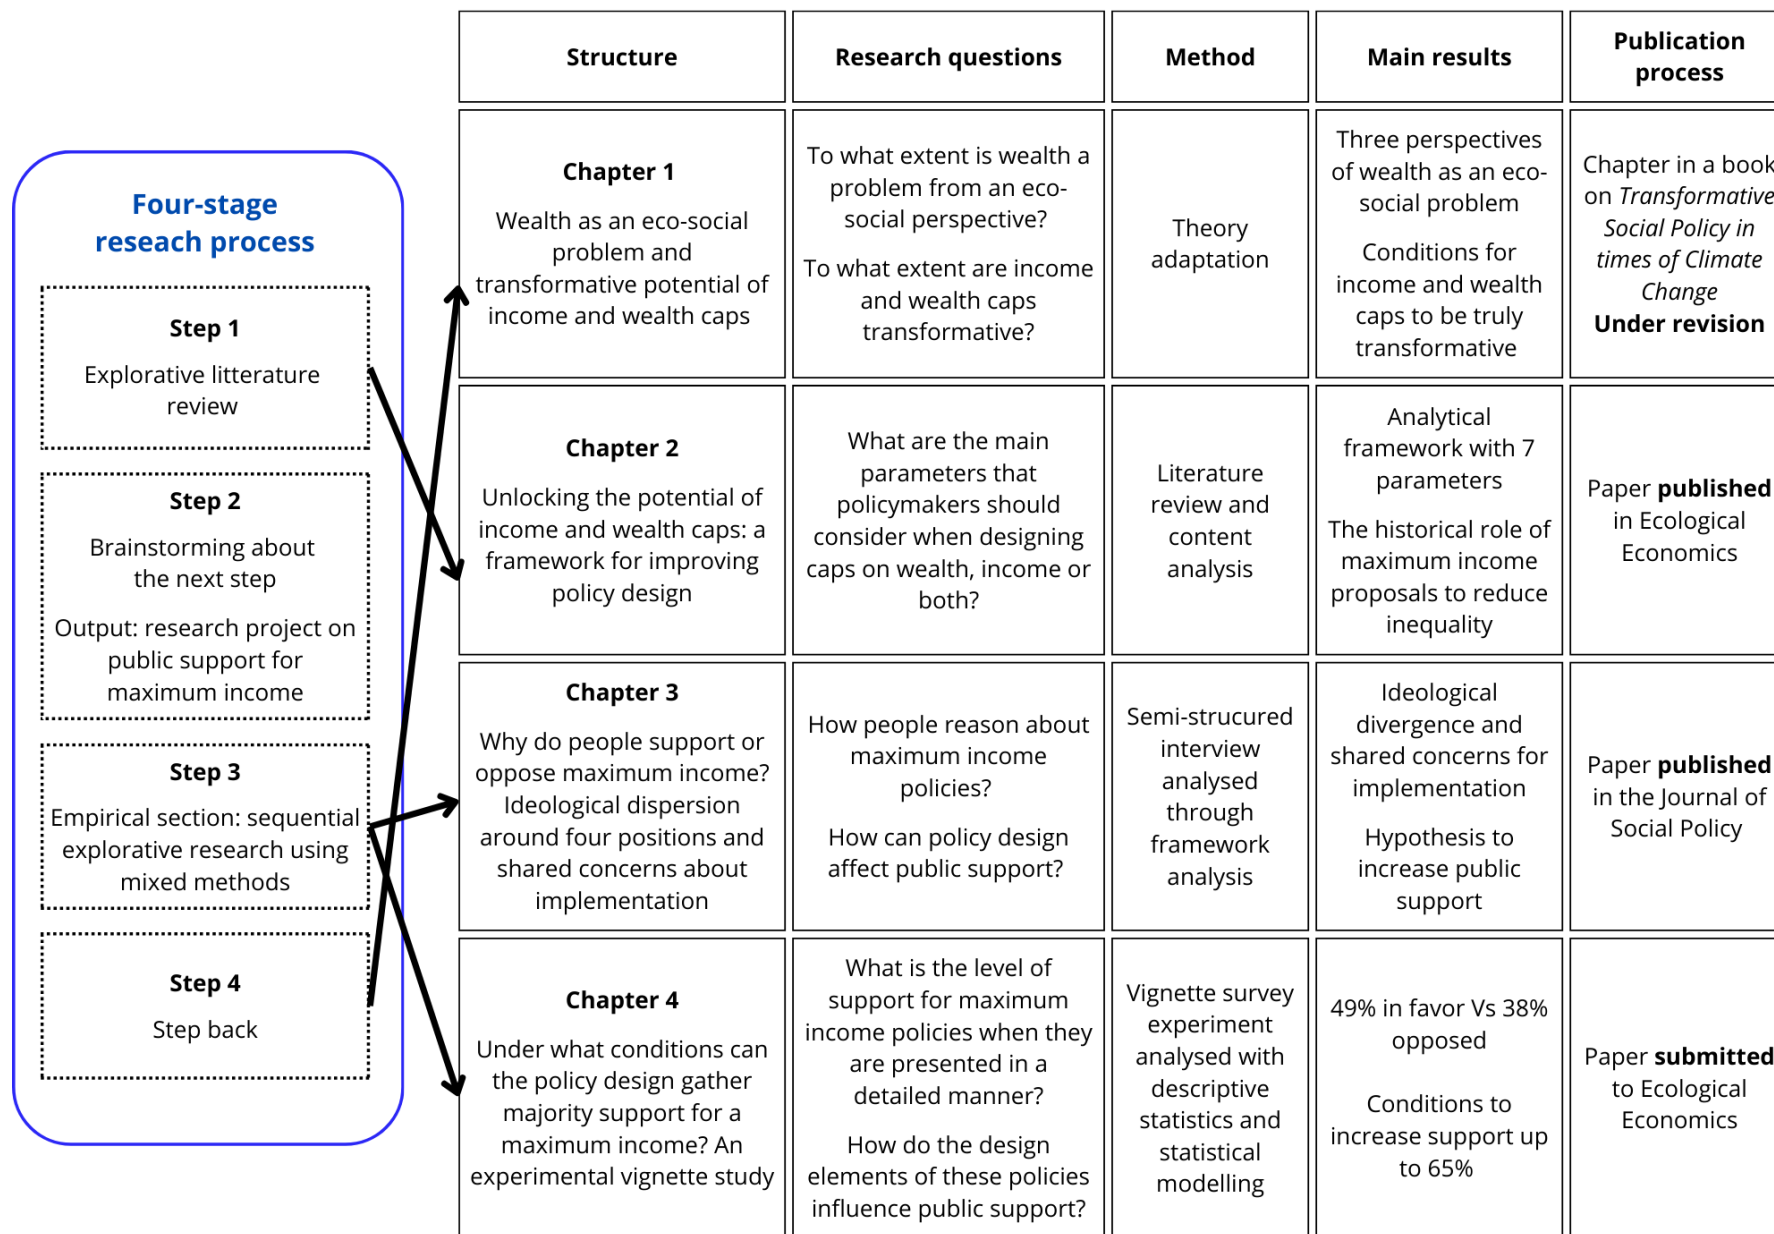 Four-stage
reseach process
Step 1
Explorative litterature
review
Step 2
Brainstorming about
the next step
Output: research project on
public support for
maximum income
Step 3
Empirical section: sequential
explorative research using
mixed methods
Step 4
Step back
Structure
Research questions
Method
Main results
Publication
process
Chapter 1
Wealth as an eco-social
problem and
transformative potential of
income and wealth caps
To what extent is wealth a
problem from an eco-
social perspective?
To what extent are income
and wealth caps
transformative?
Theory
adaptation
Three perspectives
of wealth as an eco-
social problem
Conditions for
income and wealth
caps to be truly
transformative
Chapter in a book
on Transformative
Social Policy in
times of Climate
Change
Under revision
Chapter 2
Unlocking the potential of
income and wealth caps: a
framework for improving
policy design
What are the main
parameters that
policymakers should
consider when designing
caps on wealth, income or
both?
Literature
review and
content
analysis
Analytical
framework with 7
parameters
The historical role of
maximum income
proposals to reduce
inequality
Paper published
in Ecological
Economics
Chapter 3
Why do people support or
oppose maximum income?
Ideological dispersion
around four positions and
shared concerns about
implementation
How people reason about
maximum income
policies?
How can policy design
affect public support?
Semi-strucured
interview
analysed
through
framework
analysis
Ideological
divergence and
shared concerns for
implementation
Hypothesis to
increase public
support
Paper published
in the Journal of
Social Policy
Chapter 4
Under what conditions can
the policy design gather
majority support for a
maximum income? An
experimental vignette study
What is the level of
support for maximum
income policies when they
are presented in a
detailed manner?
How do the design
elements of these policies
influence public support?
Vignette survey
experiment
analysed with
descriptive
statistics and
statistical
modelling
49% in favor Vs 38%
opposed
Conditions to
increase support up
to 65%
Paper submitted
to Ecological
Economics